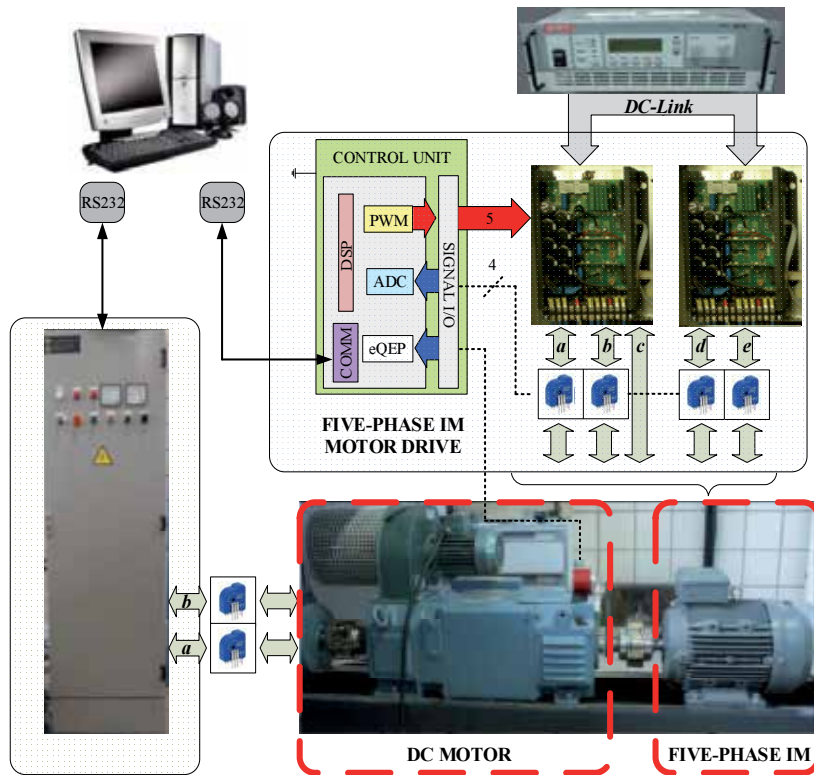 DC-Link
CONTROL UNIT
RS232
RS232
DSP
PWM
ADC
COMM
eQEP
SIGNAL I/O
5
4
a
b
c
d
e
FIVE-PHASE IM
MOTOR DRIVE
b
a
DC MOTOR
FIVE-PHASE IM